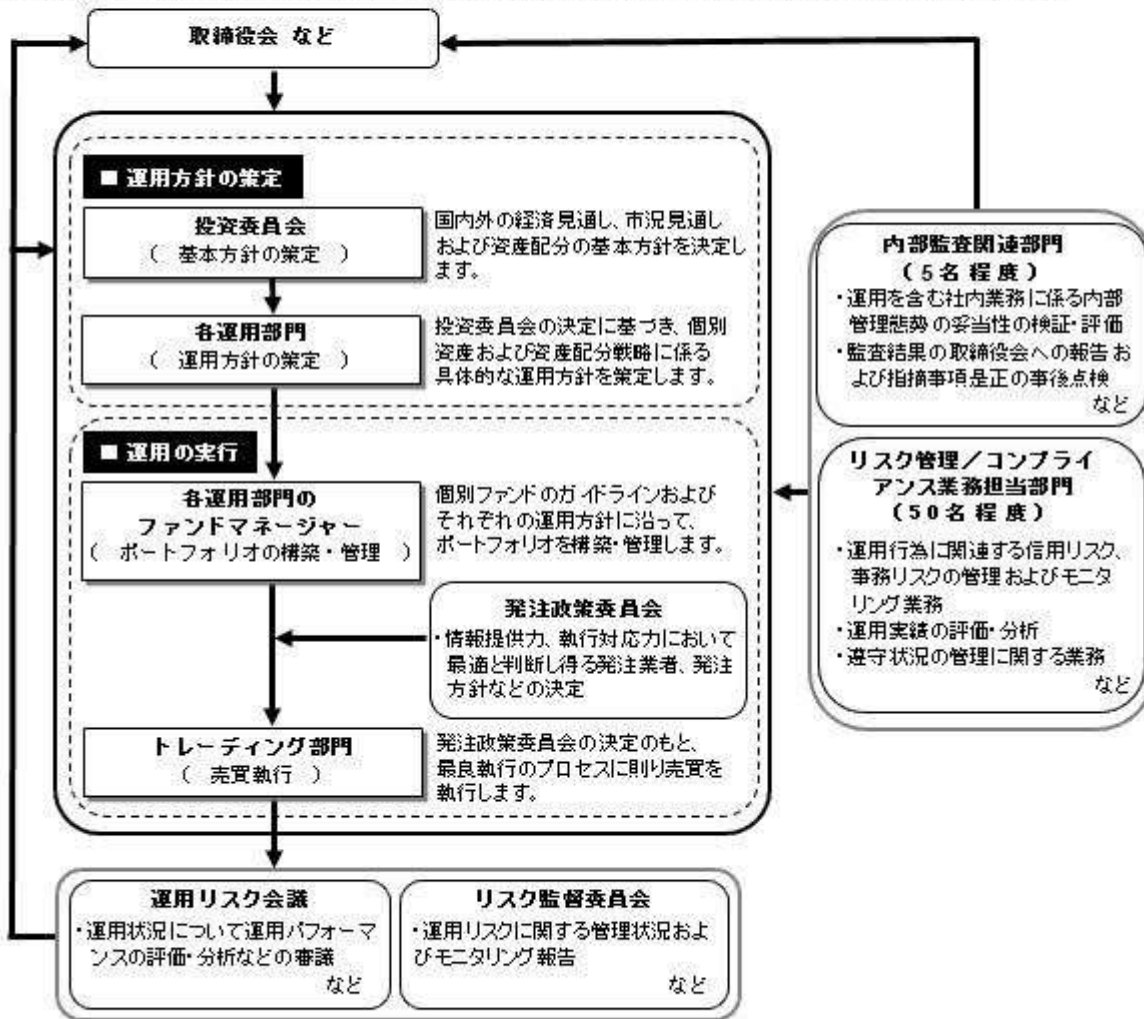 取締役会 など
■ 運用方針の策定
投資委員会
( 基本方針の策定 )
国内外の経済見通し、市況見通し
および資産配分の基本方針を決定し
ます。
各運用部門
( 運用方針の策定 )
投資委員会の決定に基づき、個別
資産および資産配分戦略に係る
具体的な運用方針を策定します。
■ 運用の実行
各運用部門の
ファンドマネージャー
( ポートフォリオの構築・管理 )
個別ファンドのガイドラインおよび
それぞれの運用方針に沿って、
ポートフォリオを構築・管理します。
発注政策委員会
・情報提供力、執行対応力において
最適と判断し得る発注業者、発注
方針などの決定
トレーディング部門
( 売買執行 )
発注政策委員会の決定のもと、
最良執行のプロセスに則り売買を
執行します。
内部監査関連部門
(5名程度)
・運用を含む社内業務に係る内部
管理態勢の妥当性の検証・評価
・監査結果の取締役会への報告お
よび指摘事項是正の事後点検
など
リスク管理/コンプライ
アンス業務担当部門
(50名程度)
・運用行為に関連する信用リスク、
事務リスクの管理およびモニタ
リング業務
・運用実績の評価・分析
・遵守状況の管理に関する業務
など
運用リスク会議
・運用状況について運用パフォーマ
ンスの評価・分析などの審議
など
リスク監督委員会
・運用リスクに関する管理状況およ
びモニタリング報告
など